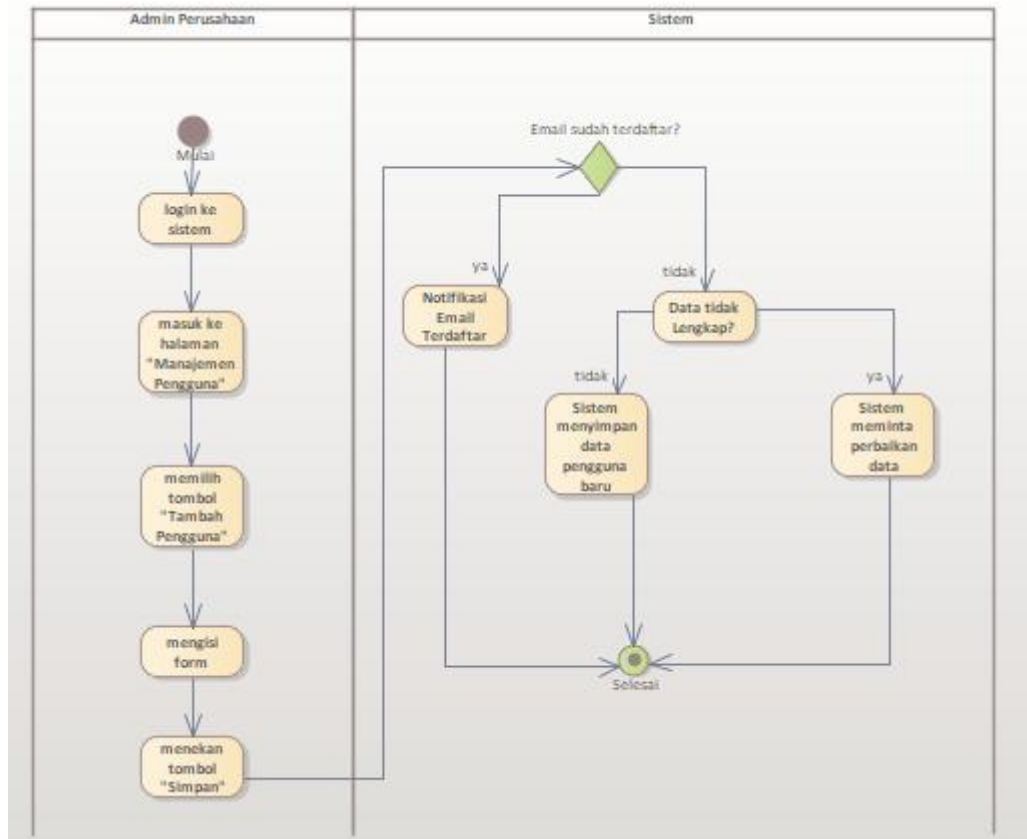 Admin Perusahaan
Sistem
Mulai
login ke
sistem
masuk ke
halaman
"Manajemen
Pengguna"
memilih
tombol
"Tambah
Pengguna"
mengisi
form
menekan
tombol
"Simpan"
Email sudah terdaftar?
ya
tidak
Notifikasi
Email
Terdaftar
Data tidak
Lengkap?
tidak
ya
Sistem
menyimpan
data
pengguna
baru
Sistem
meminta
perbaikan
data
Selesai